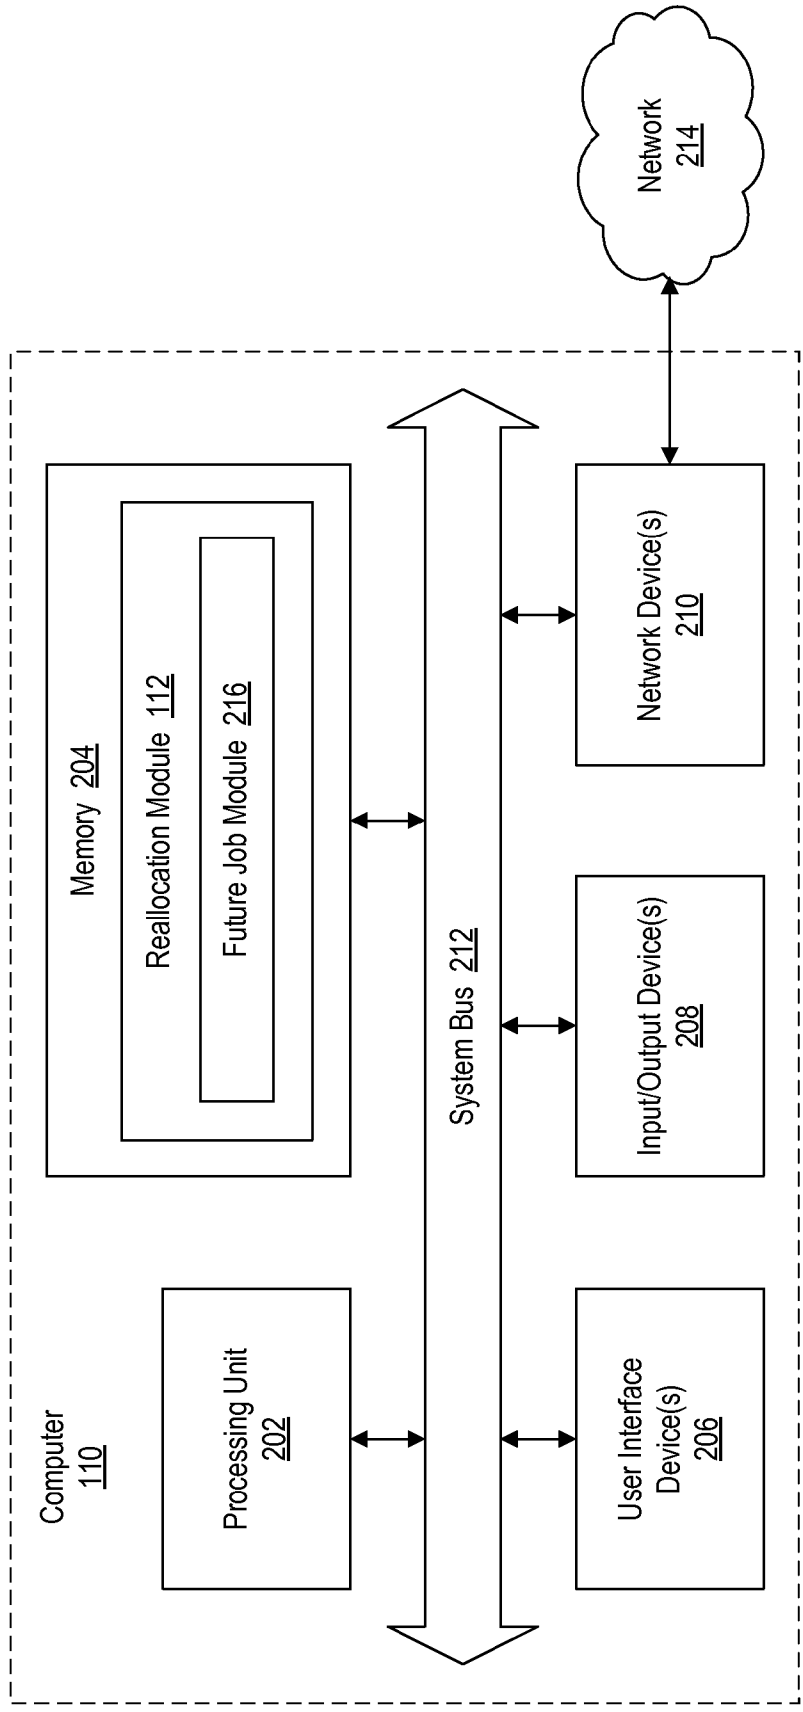 Computer
110
Processing Unit
202
Memory 204
Reallocation Module 112
Future Job Module 216
System Bus 212
User Interface
Device(s)
206
Input/Output Device(s)
208
Network Device(s)
210
Network
214